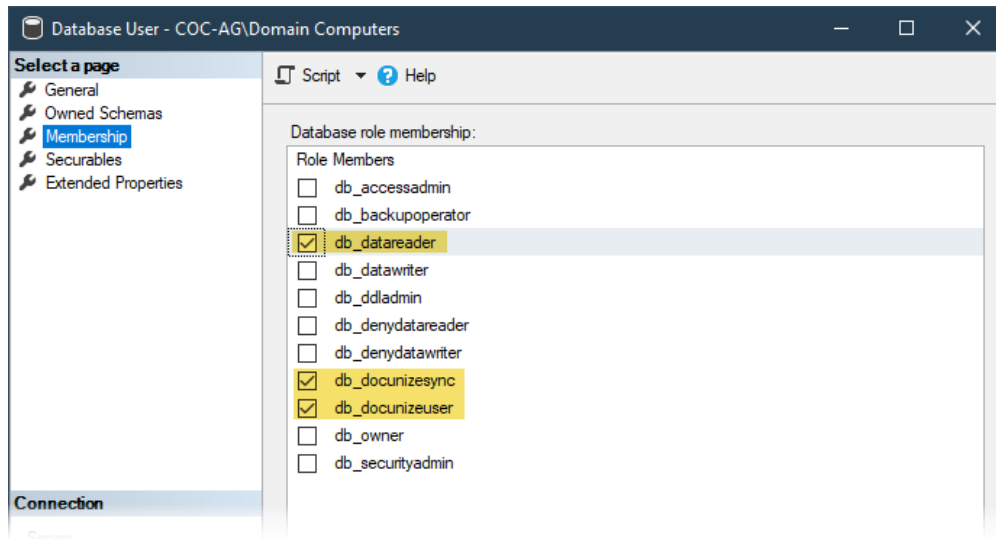 Database User - COC-AG\Domain Computers
Select a page
General
Owned Schemas
Membership
Securables
Extended Properties
Script
Help
Database role membership:
Role Members
db_accessadmin
db_backupoperator
db_datareader
db_datawriter
db_ddladmin
db_denydatareader
db_denydatawriter
db_docunizesync
db_docunizeuser
db_owner
db_securityadmin
Connection